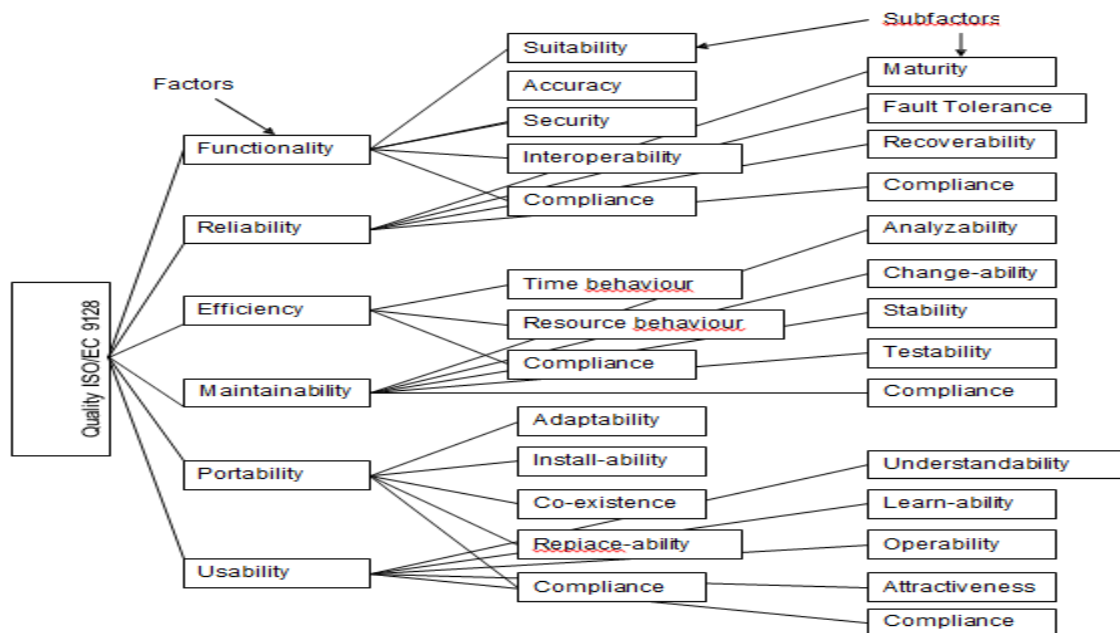 Subfactors
Factors
Quality ISO/EC 9128
Functionality
Suitability
Accuracy
Security
Interoperability
Compliance
Reliability
Maturity
Fault Tolerance
Recoverability
Compliance
Efficiency
Time behaviour
Resource behaviour
Compliance
Maintainability
Analyzability
Change-ability
Stability
Testability
Compliance
Portability
Adaptability
Install-ability
Co-existence
Repiace-ability
Compliance
Usability
Understandability
Learn-ability
Operability
Attractiveness
Compliance